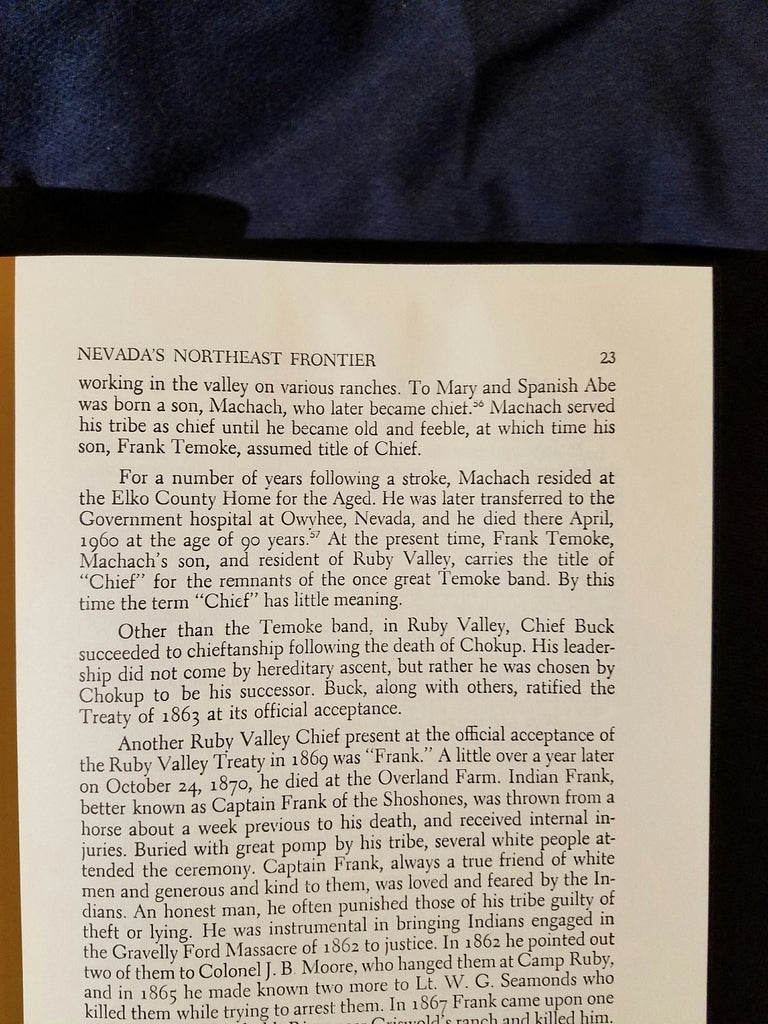 NEVADA'S NORTHEAST FRONTIER 23
working in the valley on various ranches. To Mary and Spanish Abe
was born a son, Machach, who later became chief.⁵⁶ Machach served
his tribe as chief until he became old and feeble, at which time his
son, Frank Temoke, assumed title of Chief.
For a number of years following a stroke, Machach resided at
the Elko County Home for the Aged. He was later transferred to the
Government hospital at Owyhee, Nevada, and he died there April,
1960 at the age of 90 years.⁵⁷ At the present time, Frank Temoke,
Machach's son, and resident of Ruby Valley, carries the title of
"Chief" for the remnants of the once great Temoke band. By this
time the term "Chief" has little meaning.
Other than the Temoke band, in Ruby Valley, Chief Buck
succeeded to chieftanship following the death of Chokup. His leader-
ship did not come by hereditary ascent, but rather he was chosen by
Chokup to be his successor. Buck, along with others, ratified the
Treaty of 1863 at its official acceptance.
Another Ruby Valley Chief present at the official acceptance of
the Ruby Valley Treaty in 1869 was "Frank." A little over a year later
on October 24, 1870, he died at the Overland Farm. Indian Frank,
better known as Captain Frank of the Shoshones, was thrown from a
horse about a week previous to his death, and received internal in-
juries. Buried with great pomp by his tribe, several white people at-
tended the ceremony. Captain Frank, always a true friend of white
men and generous and kind to them, was loved and feared by the In-
dians. An honest man, he often punished those of his tribe guilty of
theft or lying. He was instrumental in bringing Indians engaged in
the Gravelly Ford Massacre of 1862 to justice. In 1862 he pointed out
two of them to Colonel J. B. Moore, who hanged them at Camp Ruby,
and in 1865 he made known two more to Lt. W. G. Seamonds who
killed them while trying to arrest them. In 1867 Frank came upon one
Griswold's ranch and killed him.